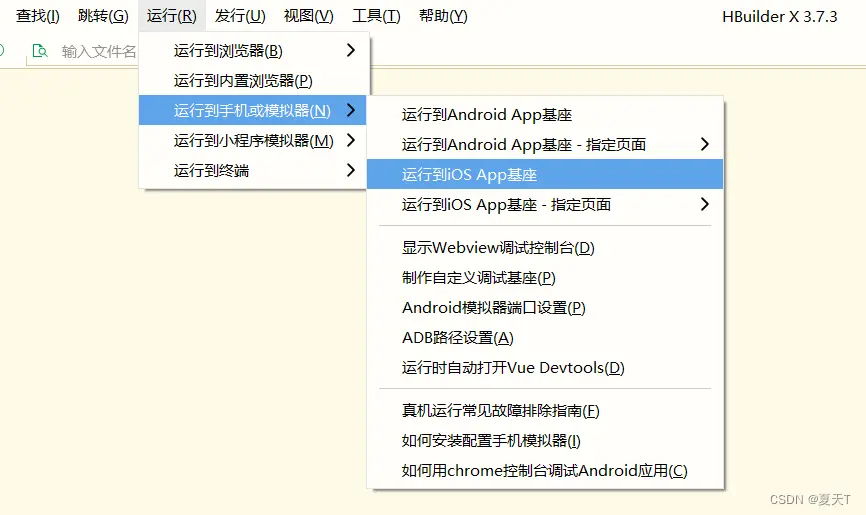 查找(I) 跳转(G) 运行(R) 发行(U) 视图(V) 工具(T) 帮助(Y) HBuilder X 3.7.3
输入文件名
运行到浏览器(B)
运行到内置浏览器(P)
运行到手机或模拟器(N)
运行到小程序模拟器(M)
运行到终端
运行到Android App基座
运行到Android App基座 - 指定页面
运行到iOS App基座
运行到iOS App基座 - 指定页面
显示Webview调试控制台(D)
制作自定义调试基座(P)
Android模拟器端口设置(P)
ADB路径设置(A)
运行时自动打开Vue Devtools(D)
真机运行常见故障排除指南(F)
如何安装配置手机模拟器(I)
如何用chrome控制台调试Android应用(C)
CSDN @夏天T